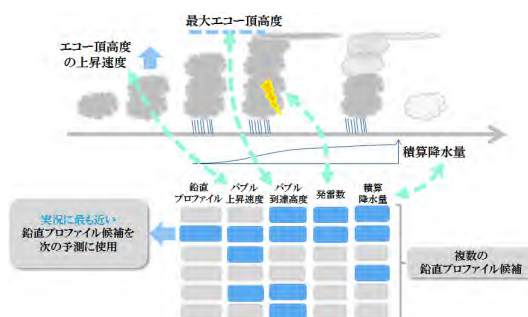 最大エコー頂高度
エコー頂高度
の上昇速度
積算降水量
鉛直
プロファイル
バブル
上昇速度
バブル
到達高度
発雷数
積算
降水量
実況に最も近い
鉛直プロファイル候補を
次の予測に使用
複数の
鉛直プロファイル候補